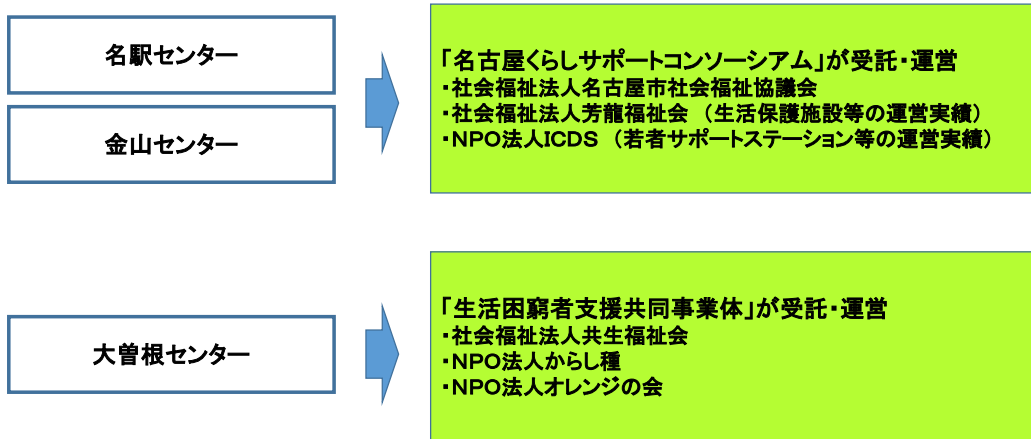 名駅センター
金山センター
「名古屋くらしサポートコンソーシアム」が受託・運営
・社会福祉法人名古屋市社会福祉協議会
・社会福祉法人芳龍福祉会 (生活保護施設等の運営実績)
・NPO法人ICDS (若者サポートステーション等の運営実績)
大曽根センター
「生活困窮者支援共同事業体」が受託・運営
・社会福祉法人共生福祉会
・NPO法人からし種
・NPO法人オレンジの会